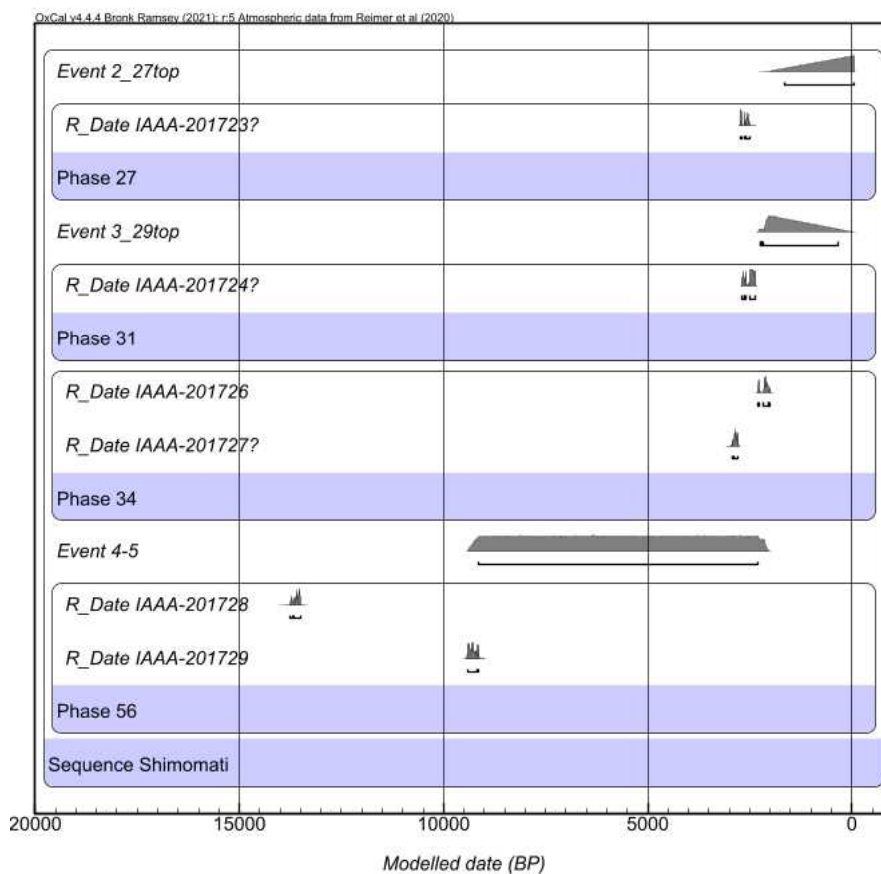 OxCal v4.4.4 Bronk Ramsey (2021); r:5 Atmospheric data from Reimer et al (2020)
Event 2_27top
R_Date IAAA-201723?
Phase 27
Event 3_29top
R_Date IAAA-201724?
Phase 31
R_Date IAAA-201726
R_Date IAAA-201727?
Phase 34
Event 4-5
R_Date IAAA-201728
R_Date IAAA-201729
Phase 56
Sequence Shimomati
20000 15000 10000 5000 0
Modelled date (BP)